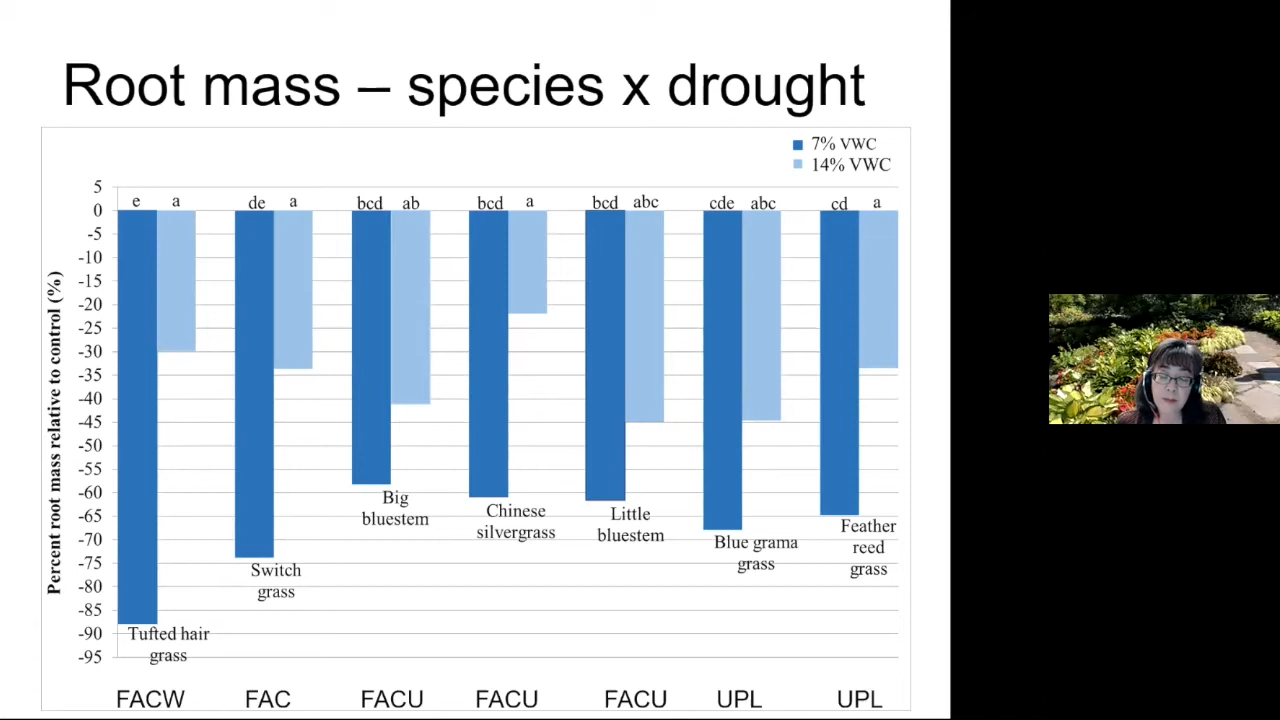 Root mass – species x drought
7% VWC
14% VWC
Percent root mass relative to control (%)
5
0
-5
-10
-15
-20
-25
-30
-35
-40
-45
-50
-55
-60
-65
-70
-75
-80
-85
-90
-95
e a de a bcd ab bcd a bcd abc cde abc cd a
Tufted hair
grass
Switch
grass
Big
bluestem
Chinese
silvergrass
Little
bluestem
Blue grama
grass
Feather
reed
grass
FACW FAC FACU FACU FACU UPL UPL